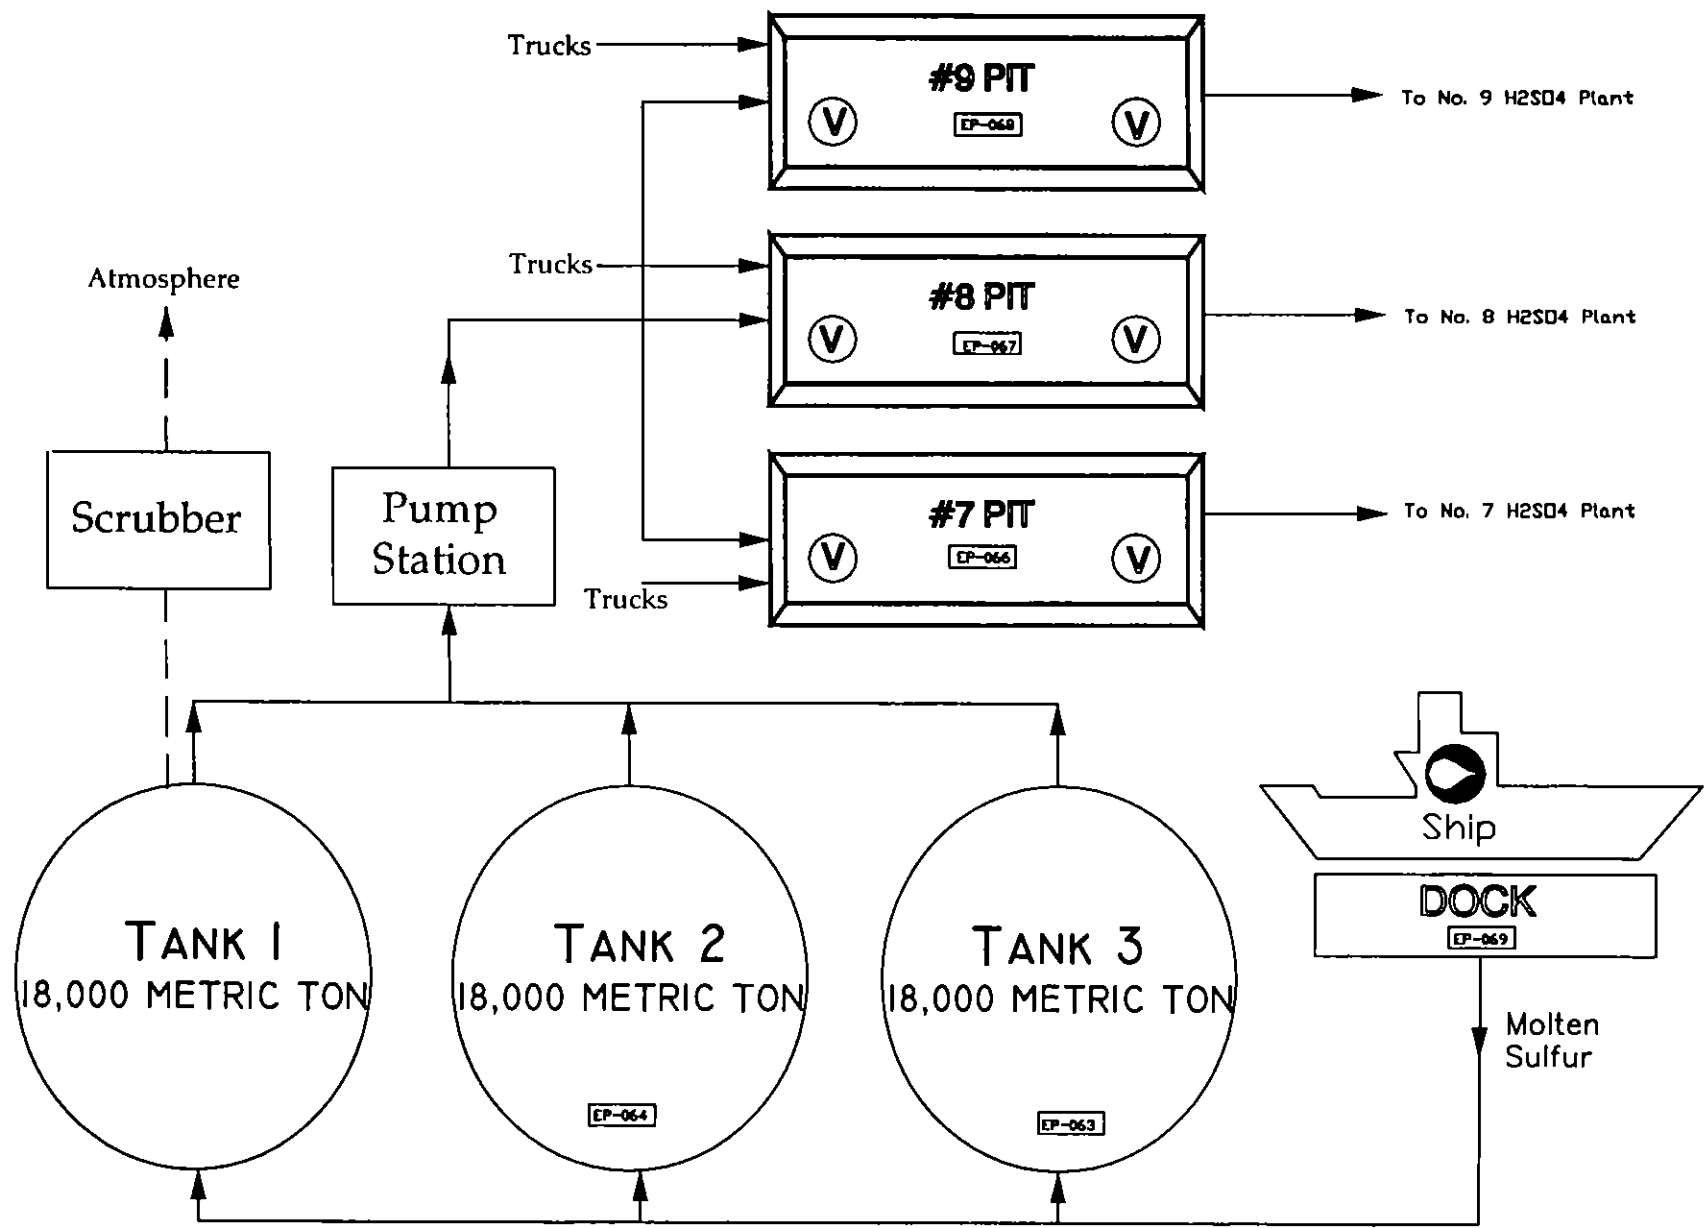 Trucks
#9 PIT
EP-068
V
V
To No. 9 H2SO4 Plant
Atmosphere
Trucks
#8 PIT
EP-067
V
V
To No. 8 H2SO4 Plant
Scrubber
Pump
Station
#7 PIT
EP-066
V
V
To No. 7 H2SO4 Plant
Trucks
Ship
DOCK
EP-069
TANK 1
18,000 METRIC TON
TANK 2
18,000 METRIC TON
EP-064
TANK 3
18,000 METRIC TON
EP-063
Molten
Sulfur